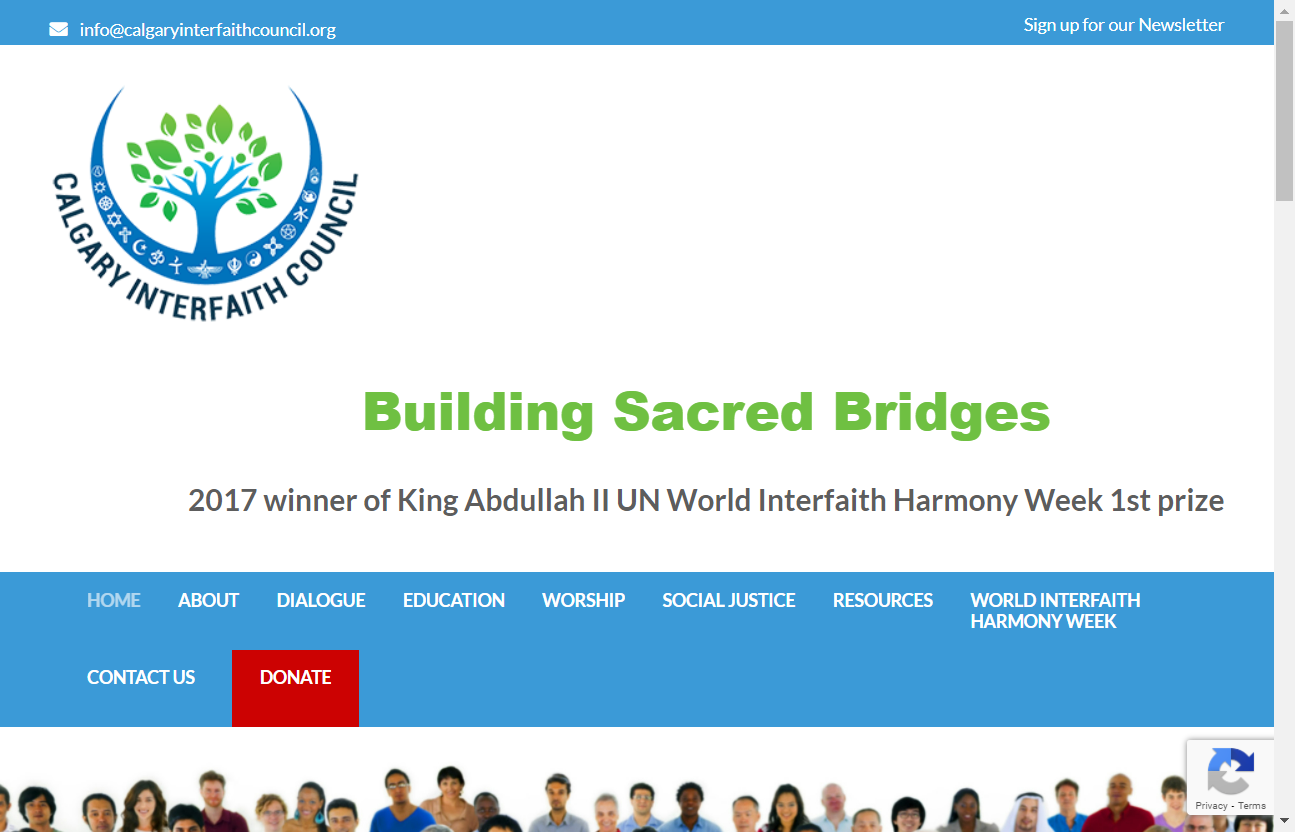 info@calgaryinterfaithcouncil.org
Sign up for our Newsletter
CALGARY INTERFAITH COUNCIL
Building Sacred Bridges
2017 winner of King Abdullah II UN World Interfaith Harmony Week 1st prize
HOME ABOUT DIALOGUE EDUCATION WORSHIP SOCIAL JUSTICE RESOURCES WORLD INTERFAITH
HARMONY WEEK
CONTACT US DONATE
Privacy - Terms